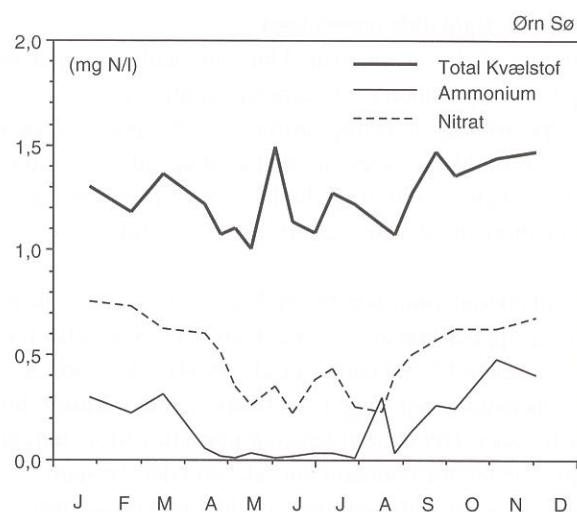 Ørn Sø
2,0
(mg N/l)
Total Kvælstof
Ammonium
Nitrat
1,5
1,0
0,5
0,0
J F M A M J J A S O N D